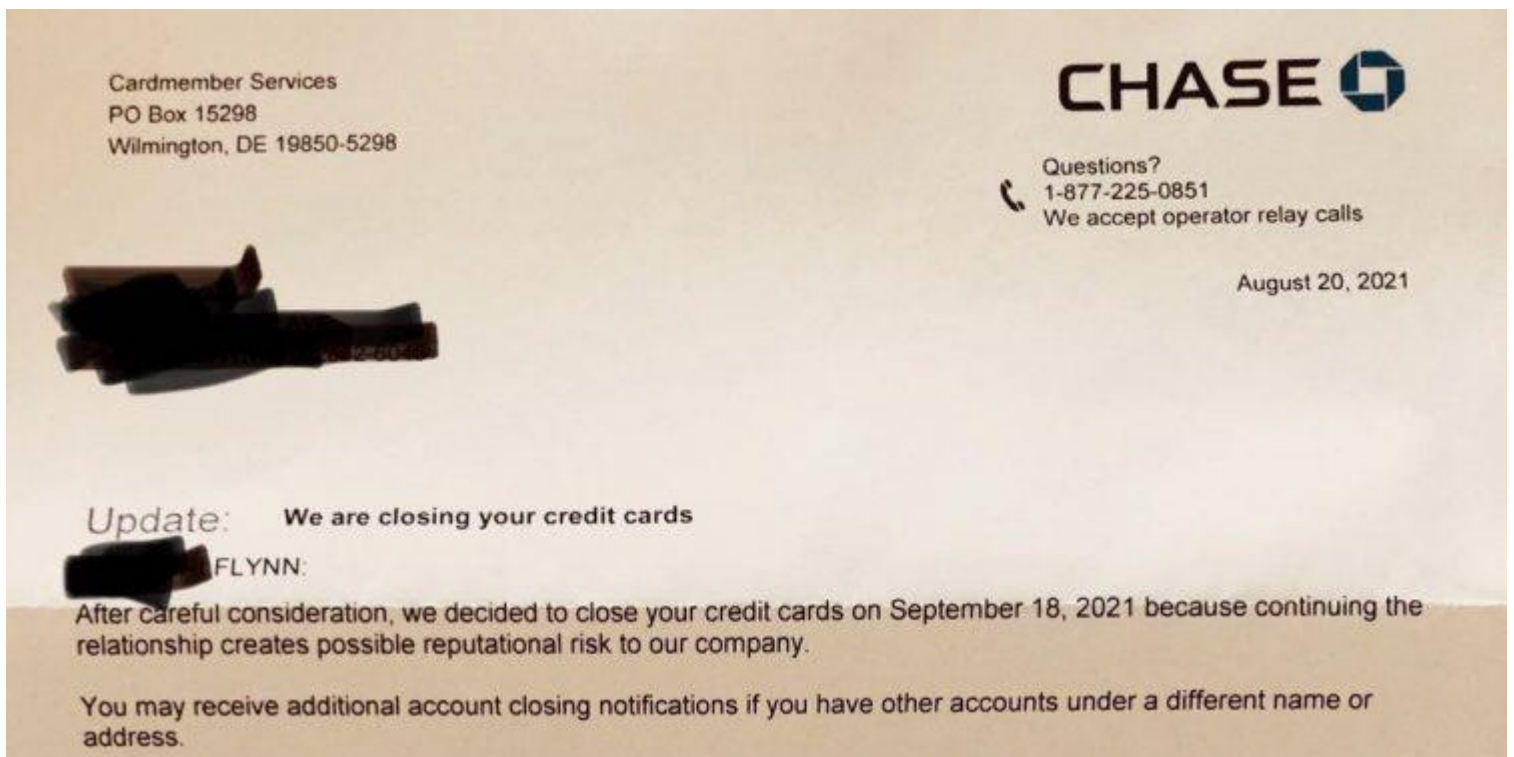 Cardmember Services
PO Box 15298
Wilmington, DE 19850-5298
CHASE
Questions?
1-877-225-0851
We accept operator relay calls
August 20, 2021
Update: We are closing your credit cards
FLYNN:
After careful consideration, we decided to close your credit cards on September 18, 2021 because continuing the
relationship creates possible reputational risk to our company.
You may receive additional account closing notifications if you have other accounts under a different name or
address.